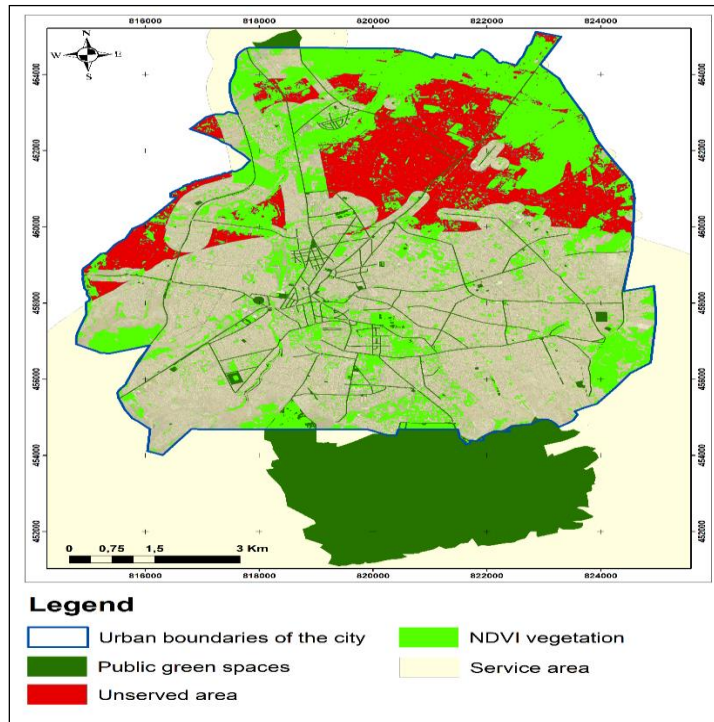 816000 818000 820000 822000 824000
N
W E
S
464000 464000
462000 462000
460000 460000
458000 458000
456000 456000
454000 454000
452000 452000
0 0,75 1,5 3 Km
816000 818000 820000 822000 824000
Legend
Urban boundaries of the city NDVI vegetation
Public green spaces Service area
Unserved area